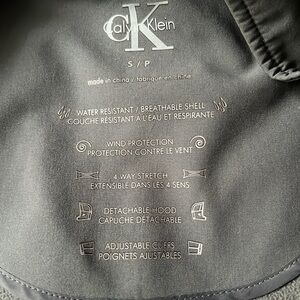 CK
Calvin Klein
S / P
made in china / fabriqué en chine
WATER RESISTANT / BREATHABLE SHELL
COUCHE RÉSISTANT À L'EAU ET RESPIRANTE
WIND PROTECTION
PROTECTION CONTRE LE VENT
4 WAY STRETCH
EXTENSIBLE DANS LES 4 SENS
DETACHABLE HOOD
CAPUCHE DÉTACHABLE
ADJUSTABLE CUFFS
POIGNETS AJUSTABLES